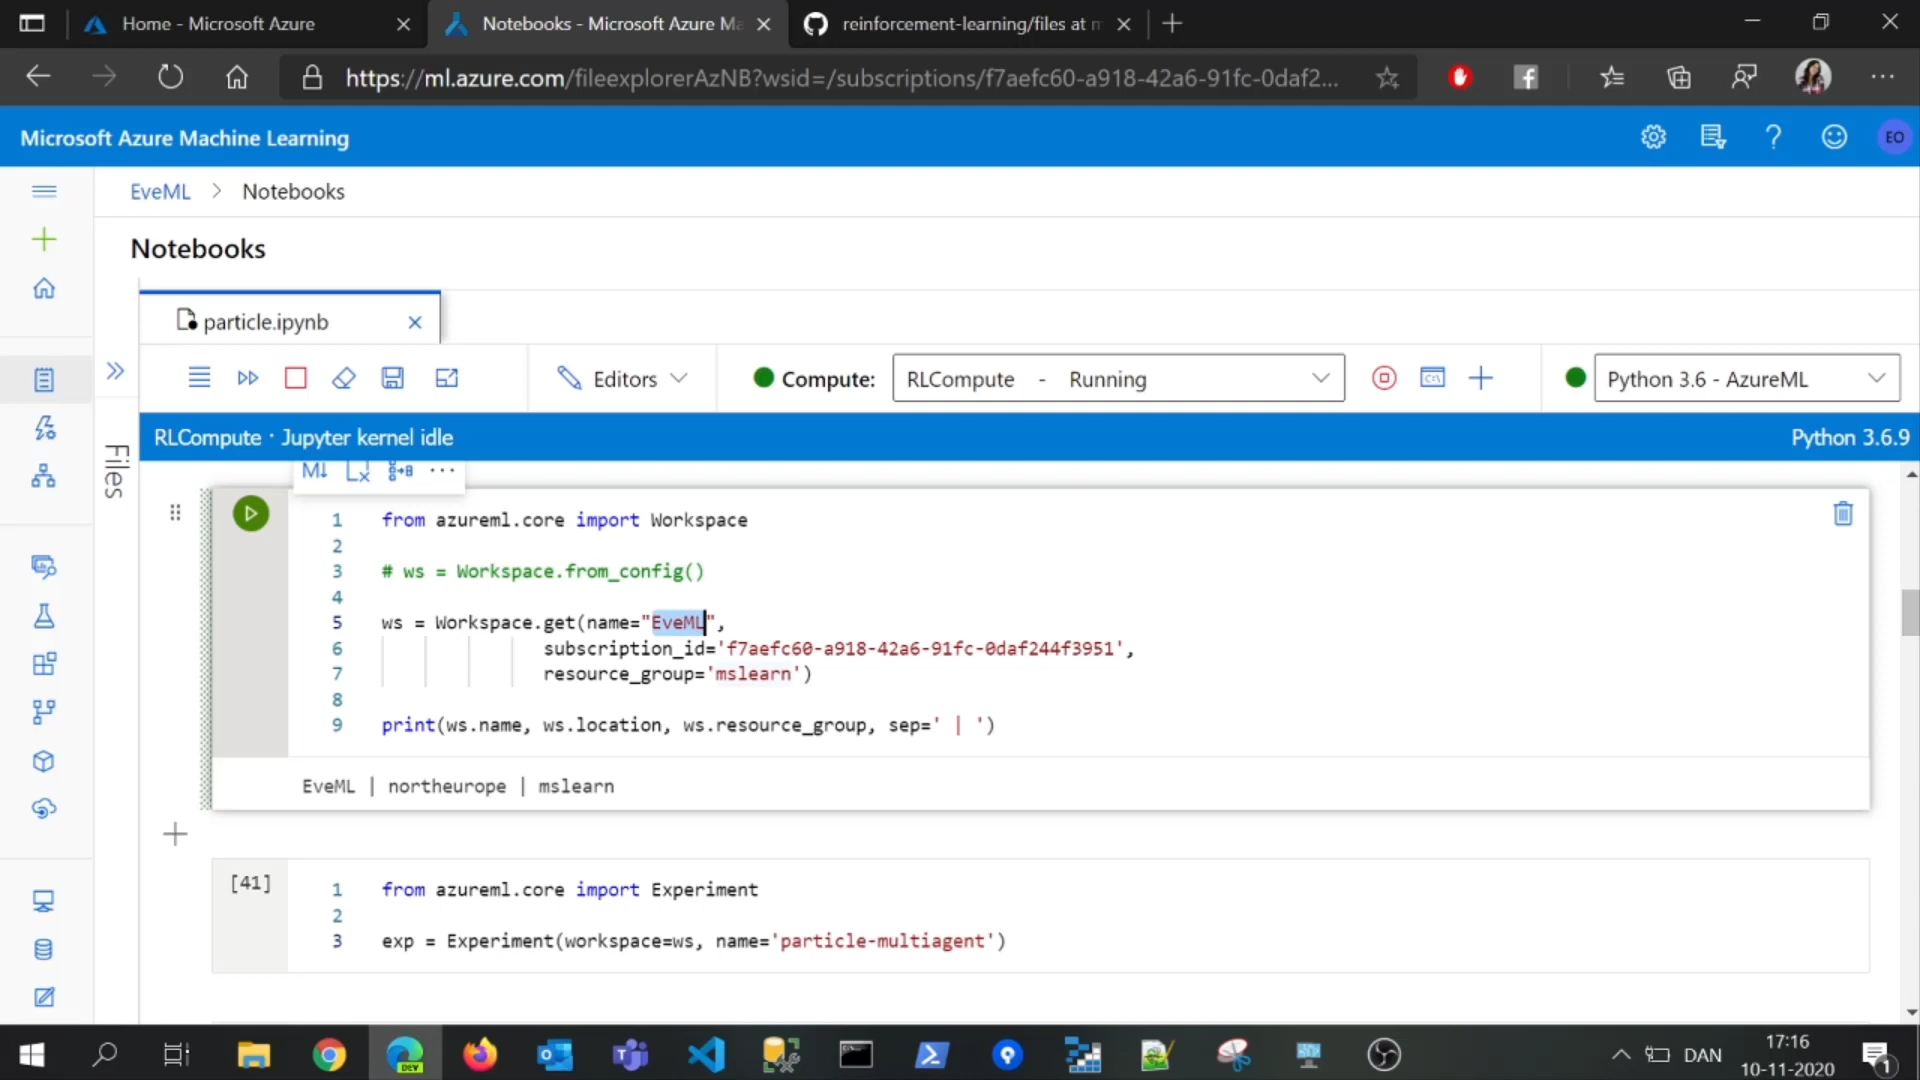 Home - Microsoft Azure
Notebooks - Microsoft Azure Ma
reinforcement-learning/files at m
https://ml.azure.com/fileexplorerAzNB?wsid=/subscriptions/f7aefc60-a918-42a6-91fc-0daf2...
Microsoft Azure Machine Learning
EO
EveML > Notebooks
Notebooks
particle.ipynb
Editors
Compute:
RLCompute - Running
Python 3.6 - AzureML
RLCompute · Jupyter kernel idle
Python 3.6.9
Files
M↓
1 from azureml.core import Workspace
2
3 # ws = Workspace.from_config()
4
5 ws = Workspace.get(name="EveML",
6 subscription_id='f7aefc60-a918-42a6-91fc-0daf244f3951',
7 resource_group='mslearn')
8
9 print(ws.name, ws.location, ws.resource_group, sep=' | ')
EveML | northeurope | mslearn
[41]
1 from azureml.core import Experiment
2
3 exp = Experiment(workspace=ws, name='particle-multiagent')
DEV
DAN
17:16
10-11-2020
1